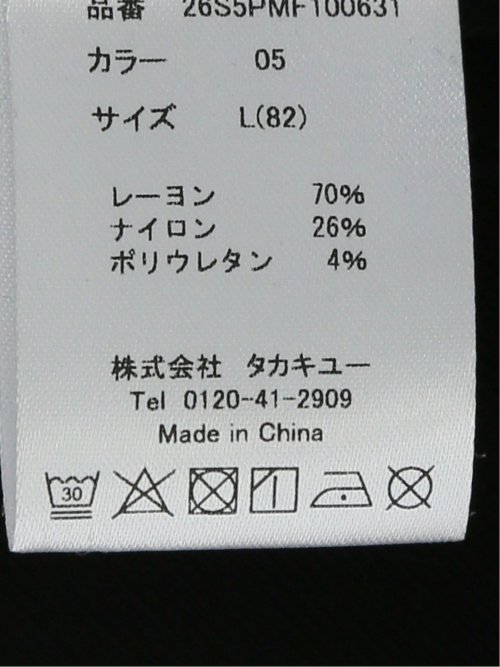 品番 26S5PMF100631
カラー 05
サイズ L(82)
レーヨン 70%
ナイロン 26%
ポリウレタン 4%
株式会社 タカキユー
Tel 0120-41-2909
Made in China
30